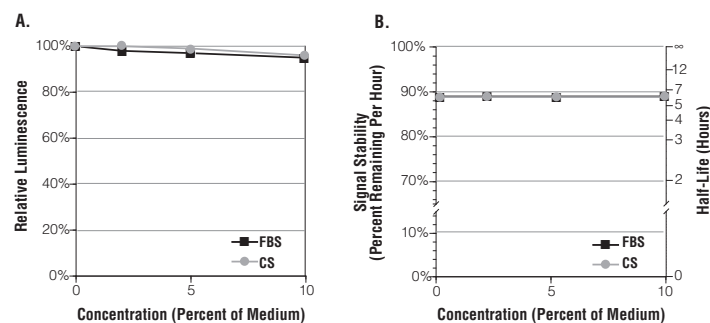 A.
Relative Luminescence
100%
80%
60%
40%
20%
0%
0
5
10
FBS
CS
Concentration (Percent of Medium)
B.
Signal Stability
(Percent Remaining Per Hour)
100%
90%
80%
70%
10%
0%
0
5
10
FBS
CS
Concentration (Percent of Medium)
∞
12
7
5
4
3
2
0
Half-Life (Hours)